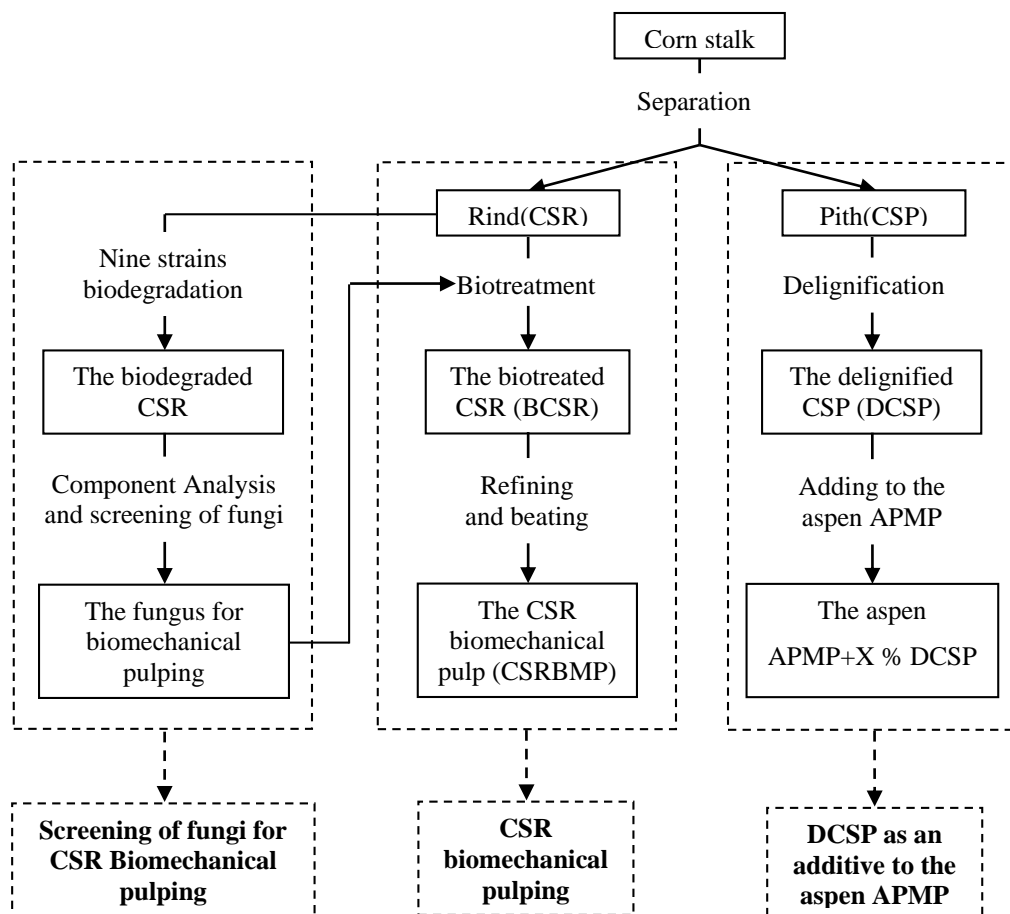 Corn stalk
Separation
Rind(CSR)
Pith(CSP)
Nine strains
biodegradation
Biotreatment
Delignification
The biodegraded
CSR
The biotreated
CSR (BCSR)
The delignified
CSP (DCSP)
Component Analysis
and screening of fungi
Refining
and beating
Adding to the
aspen APMP
The fungus for
biomechanical
pulping
The CSR
biomechanical
pulp (CSRBMP)
The aspen
APMP+X % DCSP
Screening of fungi for
CSR Biomechanical
pulping
CSR
biomechanical
pulping
DCSP as an
additive to the
aspen APMP